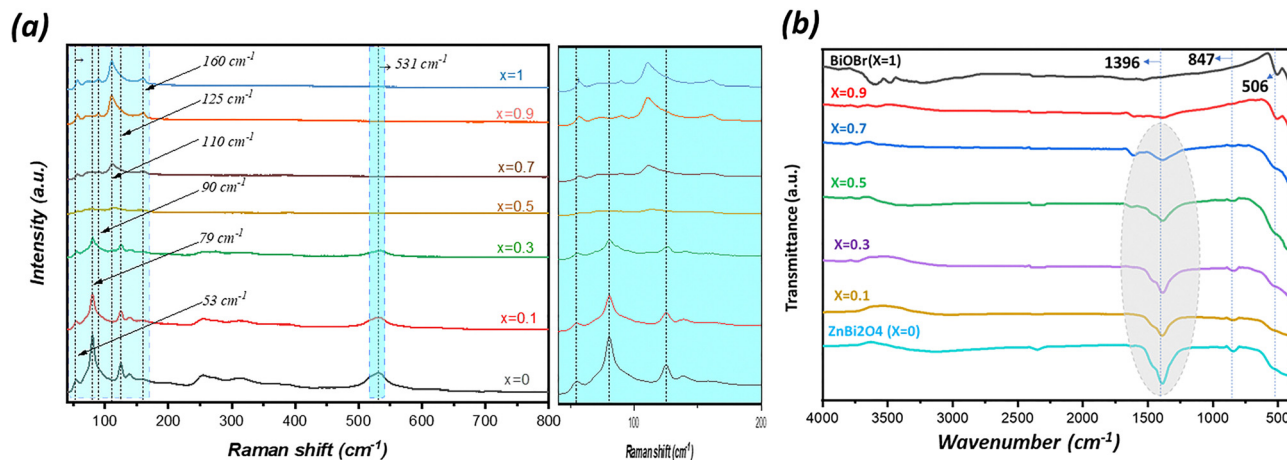 (a)
160 cm-1
125 cm-1
110 cm-1
90 cm-1
79 cm-1
53 cm-1
531 cm-1
x=1
x=0.9
x=0.7
x=0.5
x=0.3
x=0.1
x=0
Intensity (a.u.)
100 200 300 400 500 600 700 800
Raman shift (cm-1)
100 200
Raman shift (cm-1)
(b)
BiOBr(X=1)
1396
847
506
X=0.9
X=0.7
X=0.5
X=0.3
X=0.1
ZnBi2O4 (X=0)
Transmittance (a.u.)
4000 3500 3000 2500 2000 1500 1000 500
Wavenumber (cm-1)